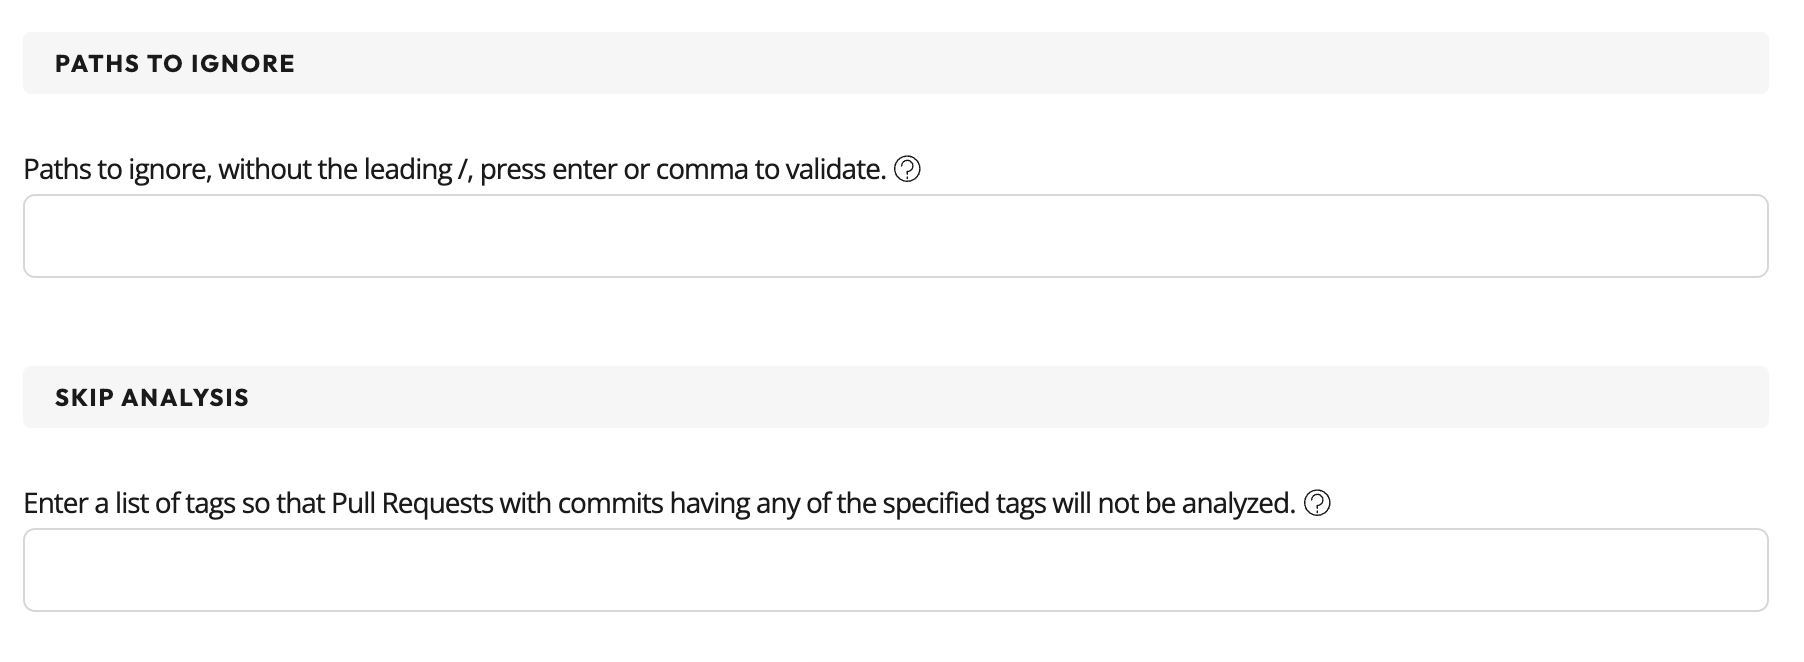 PATHS TO IGNORE
Paths to ignore, without the leading /, press enter or comma to validate. ?
SKIP ANALYSIS
Enter a list of tags so that Pull Requests with commits having any of the specified tags will not be analyzed. ?